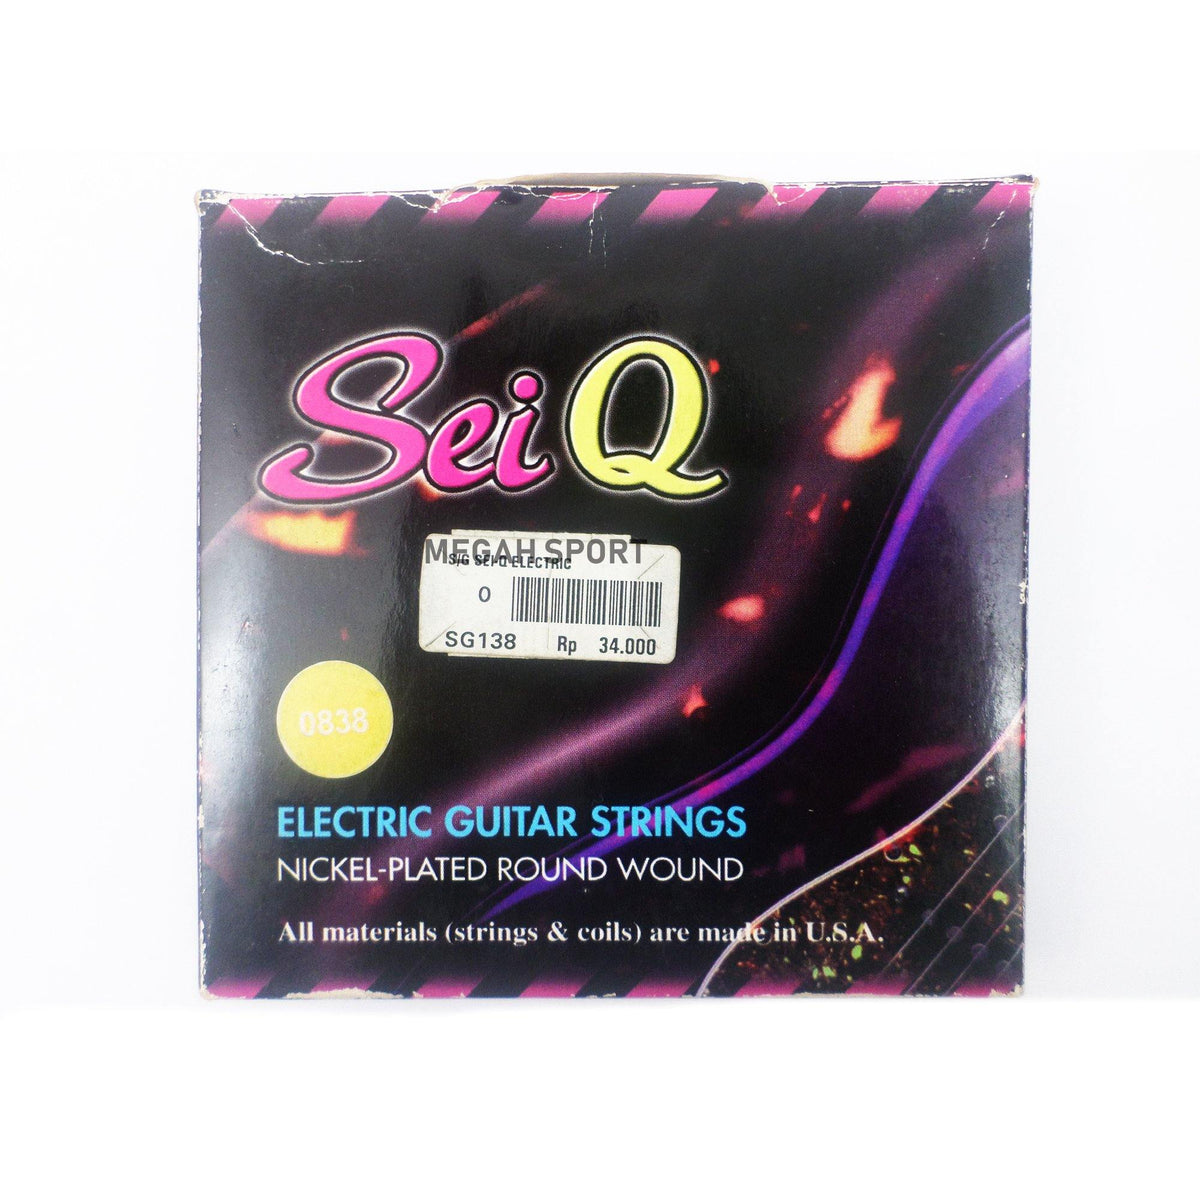 Sei Q
MEGAH SPORT
S/G SEI-Q ELECTRIC
0
SG138 Rp 34.000
0838
ELECTRIC GUITAR STRINGS
NICKEL-PLATED ROUND WOUND
All materials (strings & coils) are made in U.S.A.